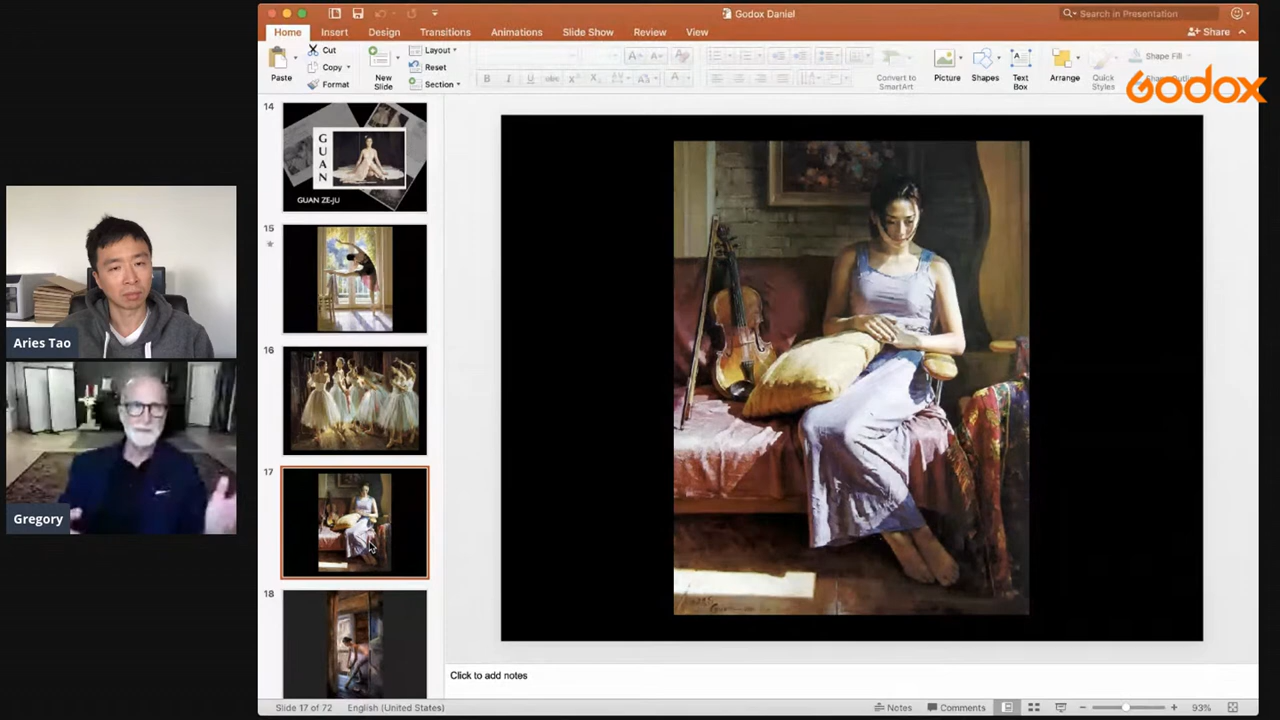 Godox Daniel
Search in Presentation
Home
Insert
Design
Transitions
Animations
Slide Show
Review
View
Share
Paste
Cut
Copy
Format
New
Slide
Layout
Reset
Section
B
I
U
abc
Convert to
SmartArt
Picture
Shapes
Text
Box
Arrange
Quick
Styles
Shape Fill
Godox
14
GUAN
GUAN ZE-JU
15
16
17
18
Aries Tao
Gregory
Click to add notes
Slide 17 of 72
English (United States)
Notes
Comments
93%